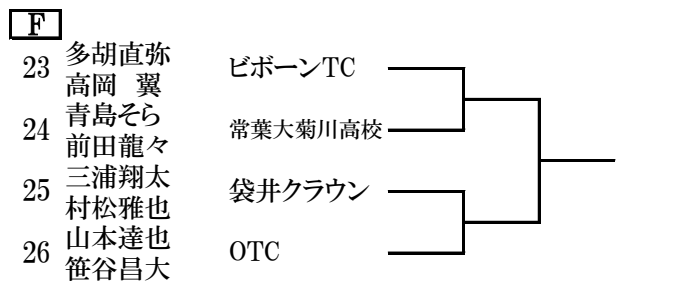 F
23 多胡直弥 ビボーンTC
高岡 翼
24 青島そら 常葉大菊川高校
前田龍々
25 三浦翔太 袋井クラウン
村松雅也
26 山本達也 OTC
笹谷昌大